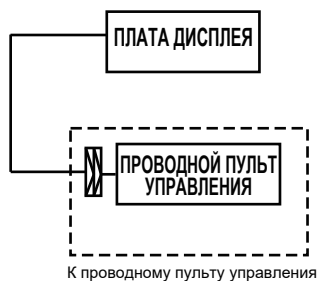 ПЛАТА ДИСПЛЕЯ
ПРОВОДНОЙ ПУЛЬТ
УПРАВЛЕНИЯ
К проводному пульту управления